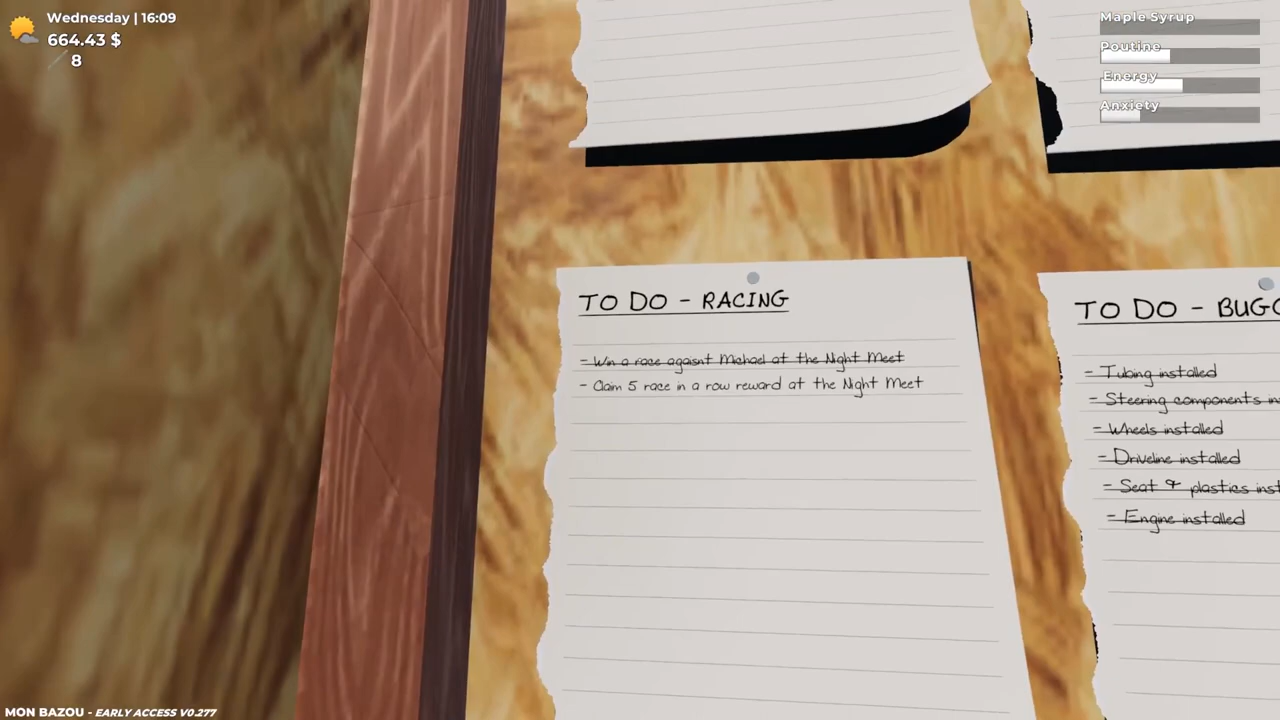 Wednesday | 16:09
664.43 $
8
Maple Syrup
Poutine
Energy
Anxiety
TO DO - RACING
- Win a race against Michael at the Night Meet
- Claim 5 race in a row reward at the Night Meet
TO DO - BUGG
- Tubing installed
- Steering components in
- Wheels installed
- Driveline installed
- Seat & plastics inst
- Engine installed
MON BAZOU - EARLY ACCESS V0.277